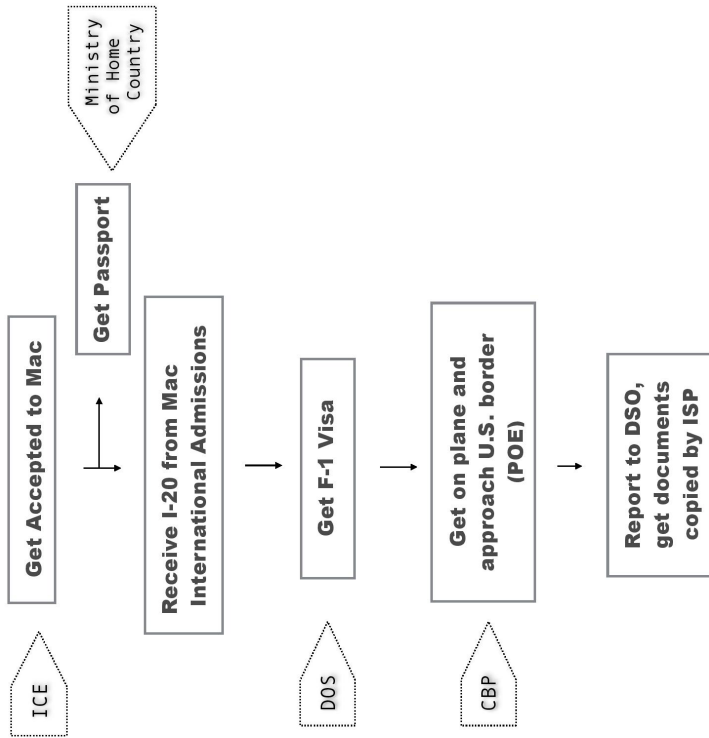 ICE
Get Accepted to Mac
Get Passport
Ministry
of Home
Country
Receive I-20 from Mac
International Admissions
DOS
Get F-1 Visa
CBP
Get on plane and
approach U.S. border
(POE)
Report to DSO,
get documents
copied by ISP